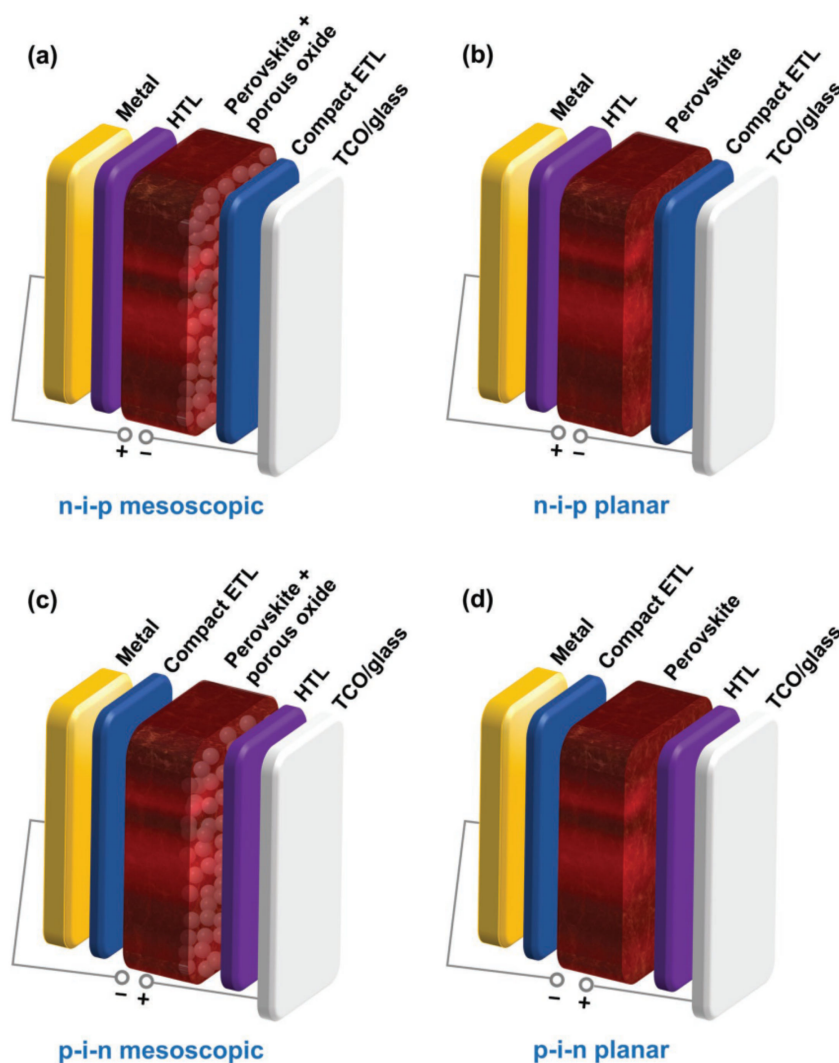 (a)
Metal
HTL
Perovskite +
porous oxide
Compact ETL
TCO/glass
+ −
n-i-p mesoscopic
(b)
Metal
HTL
Perovskite
Compact ETL
TCO/glass
+ −
n-i-p planar
(c)
Metal
Compact ETL
Perovskite +
porous oxide
HTL
TCO/glass
− +
p-i-n mesoscopic
(d)
Metal
Compact ETL
Perovskite
HTL
TCO/glass
− +
p-i-n planar